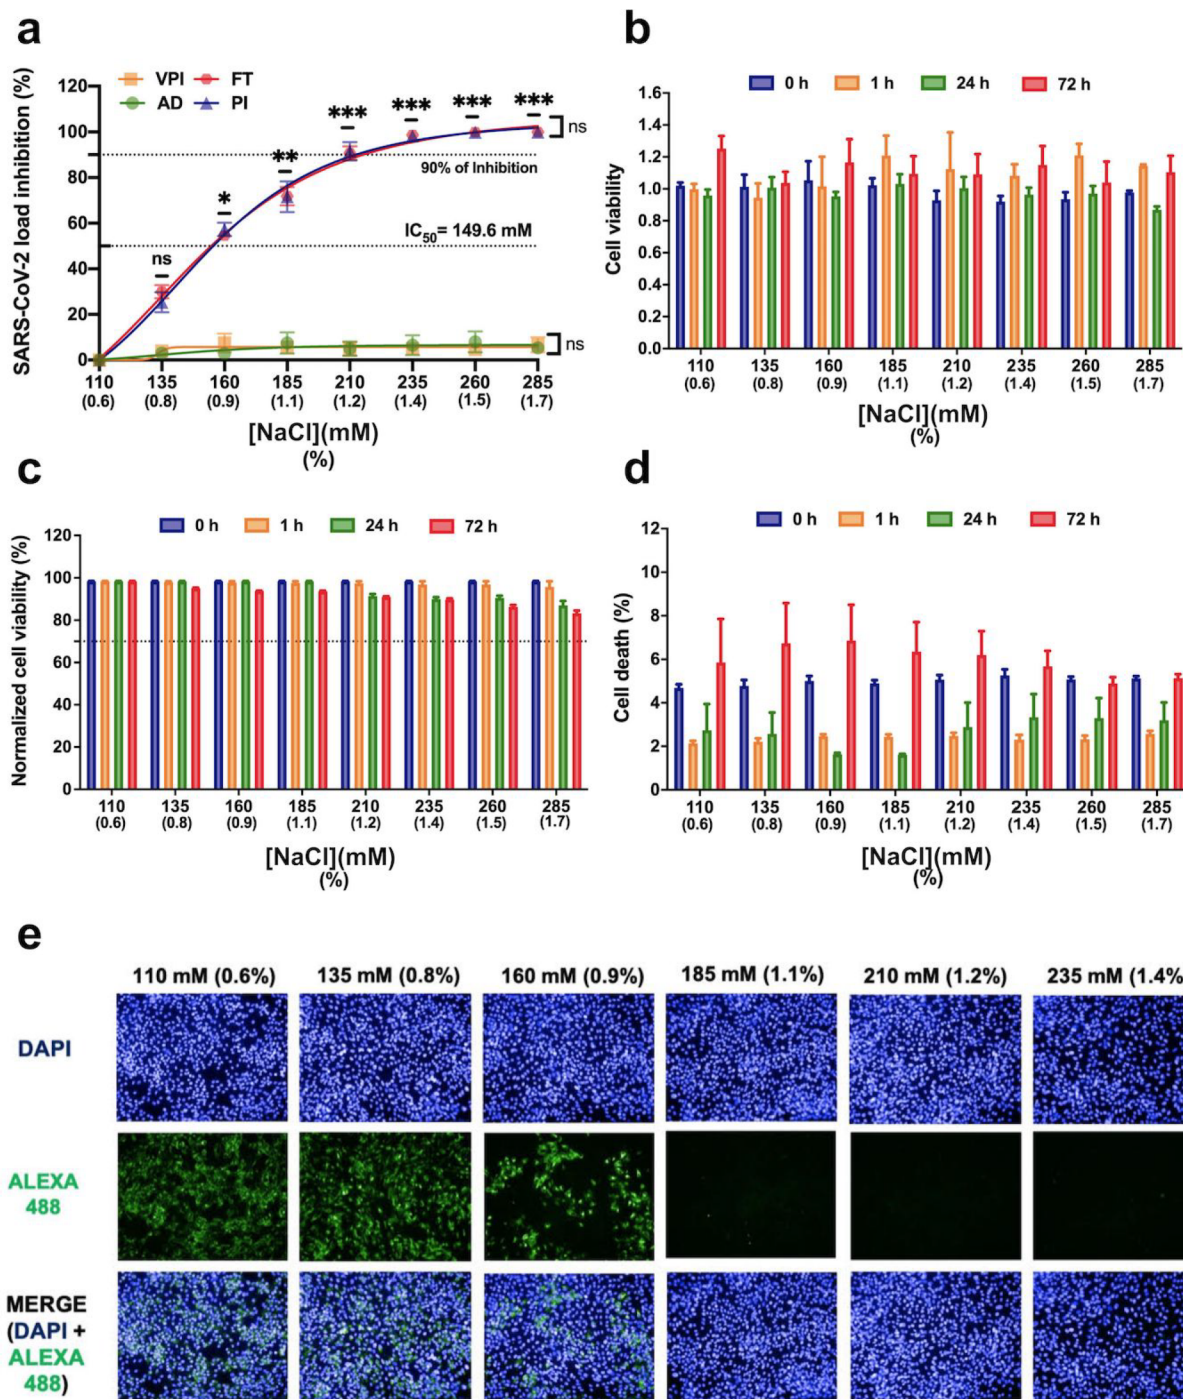 a
SARS-CoV-2 load inhibition (%)
VPI FT
AD PI
120
100
80
60
40
20
0
ns
*
**
***
***
***
***
ns
90% of Inhibition
IC50= 149.6 mM
ns
110 135 160 185 210 235 260 285
(0.6) (0.8) (0.9) (1.1) (1.2) (1.4) (1.5) (1.7)
[NaCl](mM)
(%)
b
0 h 1 h 24 h 72 h
Cell viability
1.6
1.4
1.2
1.0
0.8
0.6
0.4
0.2
0.0
110 135 160 185 210 235 260 285
(0.6) (0.8) (0.9) (1.1) (1.2) (1.4) (1.5) (1.7)
[NaCl](mM)
(%)
c
0 h 1 h 24 h 72 h
Normalized cell viability (%)
120
100
80
60
40
20
0
110 135 160 185 210 235 260 285
(0.6) (0.8) (0.9) (1.1) (1.2) (1.4) (1.5) (1.7)
[NaCl](mM)
(%)
d
0 h 1 h 24 h 72 h
Cell death (%)
12
10
8
6
4
2
0
110 135 160 185 210 235 260 285
(0.6) (0.8) (0.9) (1.1) (1.2) (1.4) (1.5) (1.7)
[NaCl](mM)
(%)
e
110 mM (0.6%) 135 mM (0.8%) 160 mM (0.9%) 185 mM (1.1%) 210 mM (1.2%) 235 mM (1.4%
DAPI
ALEXA
488
MERGE
(DAPI +
ALEXA
488)